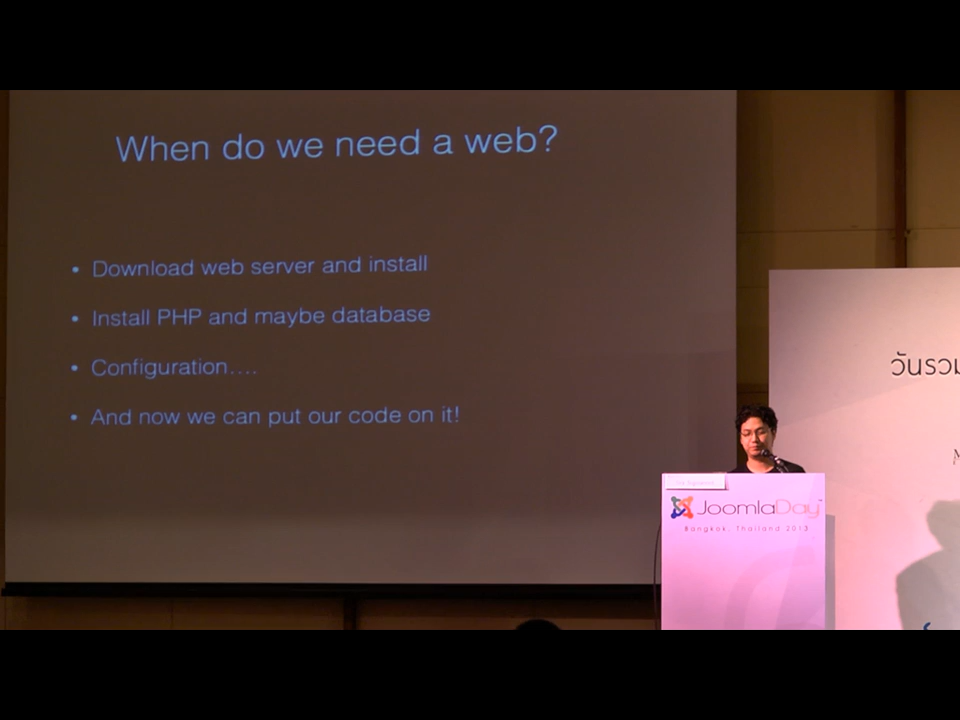 When do we need a web?
• Download web server and install
• Install PHP and maybe database
• Configuration....
• And now we can put our code on it!
วันรวม
JoomlaDay™
Bangkok, Thailand 2013